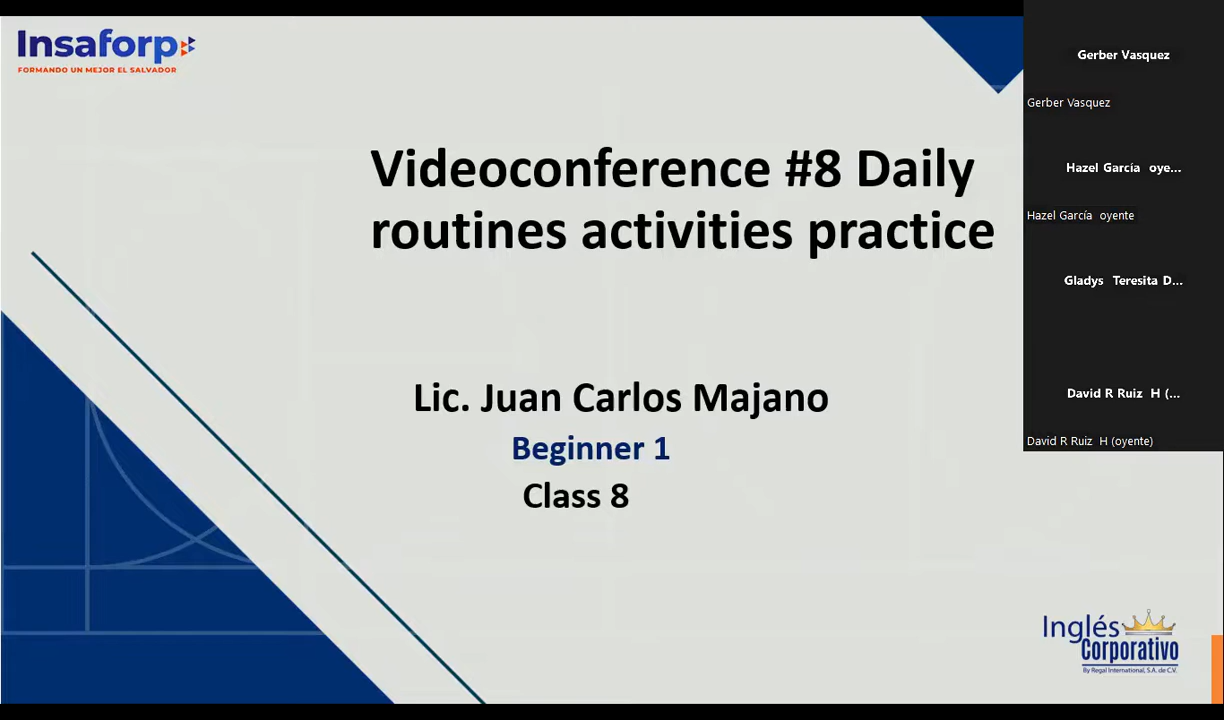 Insaforp
FORMANDO UN MEJOR EL SALVADOR
Videoconference #8 Daily
routines activities practice
Lic. Juan Carlos Majano
Beginner 1
Class 8
Gerber Vasquez
Gerber Vasquez
Hazel García oye...
Hazel García oyente
Gladys Teresita D...
David R Ruiz H (...
David R Ruiz H (oyente)
Inglés
Corporativo
By Regal International, S.A. de C.V.